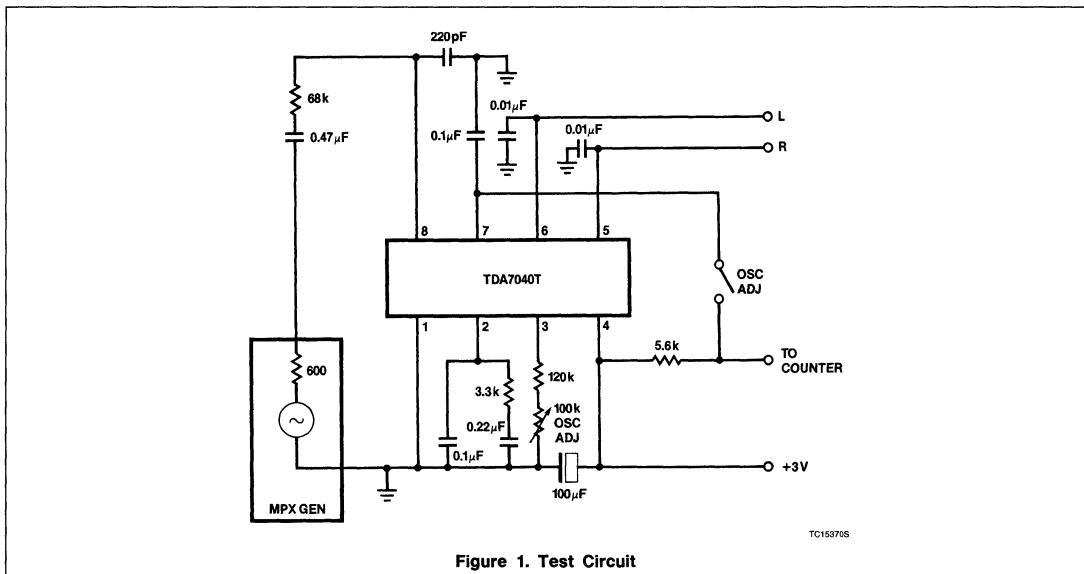 220pF
68k
0.47μF
0.1μF
0.01μF
0.01μF
L
R
8
7
6
5
TDA7040T
1
2
3
4
OSC
ADJ
5.6k
TO
COUNTER
600
3.3k
120k
100k
OSC
ADJ
0.22μF
0.1μF
100μF
+3V
MPX GEN
TC15370S
Figure 1. Test Circuit